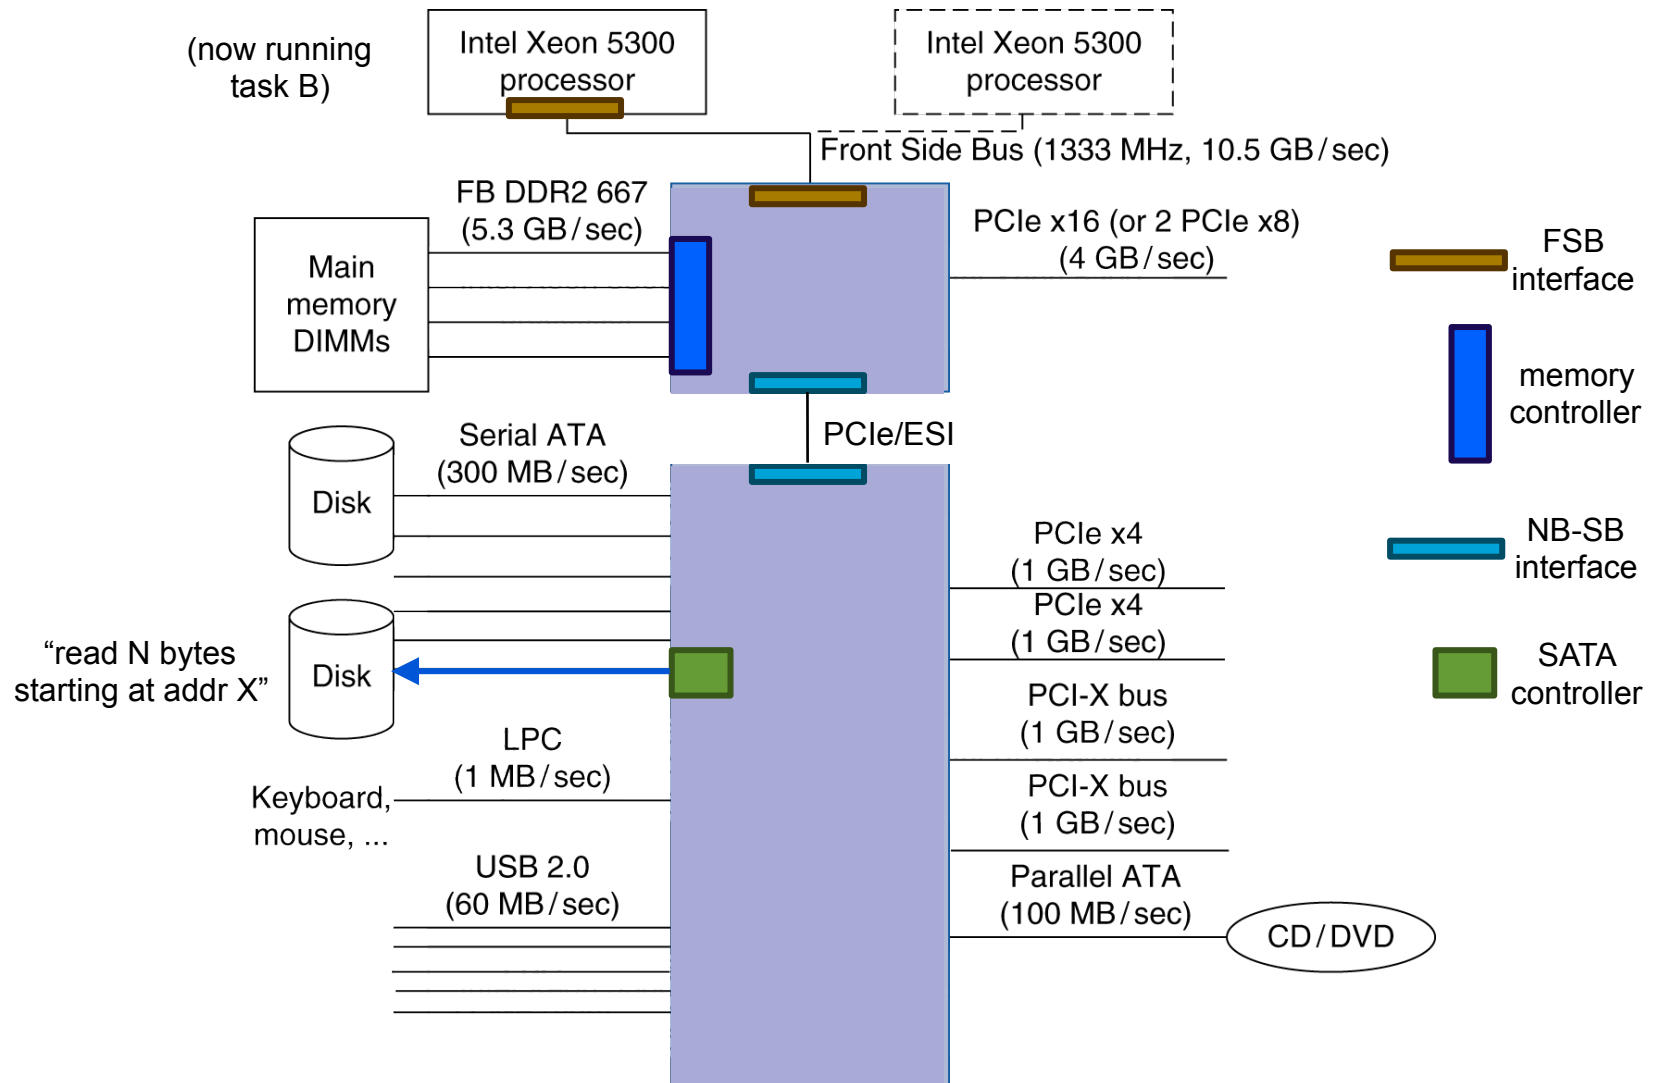 (now running
task B)
Intel Xeon 5300
processor
Intel Xeon 5300
processor
Front Side Bus (1333 MHz, 10.5 GB/sec)
FB DDR2 667
(5.3 GB/sec)
Main
memory
DIMMs
PCIe x16 (or 2 PCIe x8)
(4 GB/sec)
FSB
interface
memory
controller
NB-SB
interface
SATA
controller
PCIe/ESI
Serial ATA
(300 MB/sec)
Disk
“read N bytes
starting at addr X”
Disk
LPC
(1 MB/sec)
Keyboard,
mouse, ...
USB 2.0
(60 MB/sec)
PCIe x4
(1 GB/sec)
PCIe x4
(1 GB/sec)
PCI-X bus
(1 GB/sec)
PCI-X bus
(1 GB/sec)
Parallel ATA
(100 MB/sec)
CD/DVD